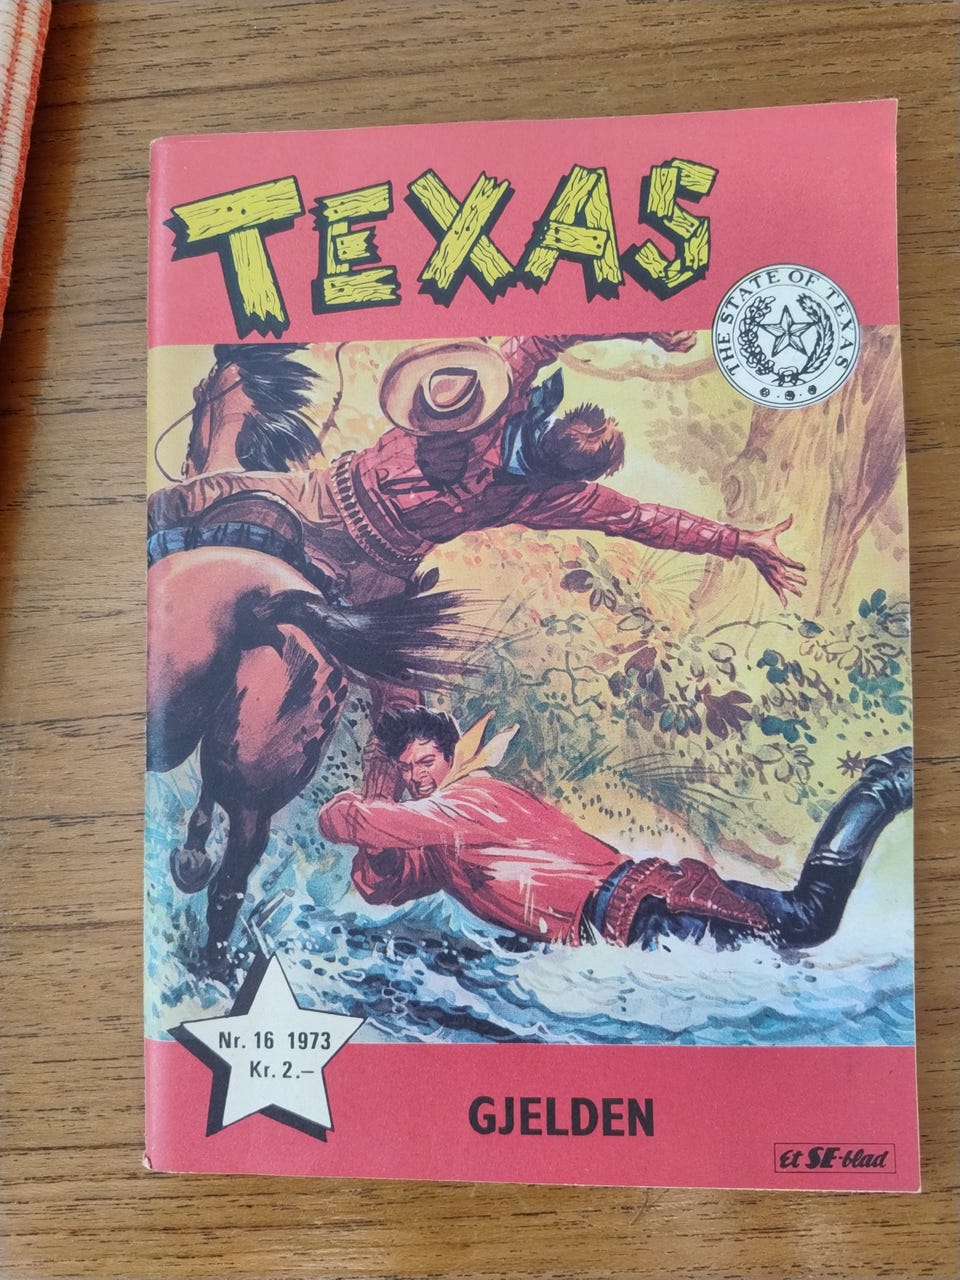 TEXAS
THE STATE OF TEXAS
Nr. 16 1973
Kr. 2.–
GJELDEN
Et SE-blad